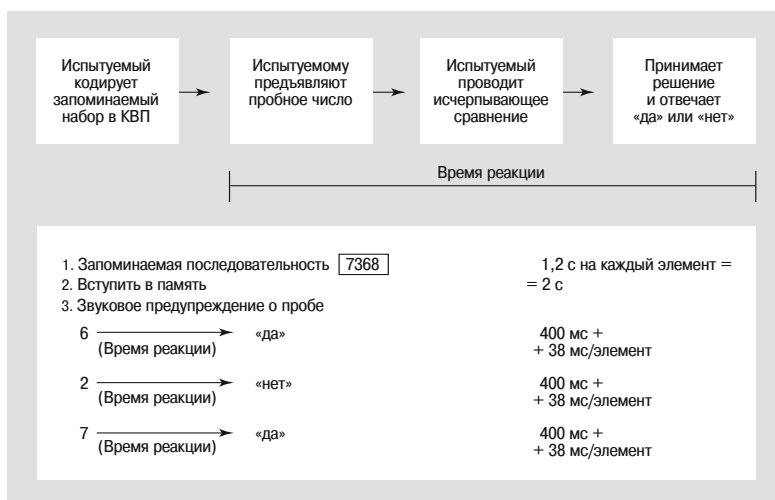 Испытуемый
кодирует
запоминаемый
набор в КВП
Испытуемому
предъявляют
пробное число
Испытуемый
проводит
исчерпывающее
сравнение
Принимает
решение
и отвечает
«да» или «нет»
Время реакции
1. Запоминаемая последовательность 7368 1,2 с на каждый элемент =
2. Вступить в память = 2 с
3. Звуковое предупреждение о пробе
6 «да» 400 мс +
(Время реакции) + 38 мс/элемент
2 «нет» 400 мс +
(Время реакции) + 38 мс/элемент
7 «да» 400 мс +
(Время реакции) + 38 мс/элемент